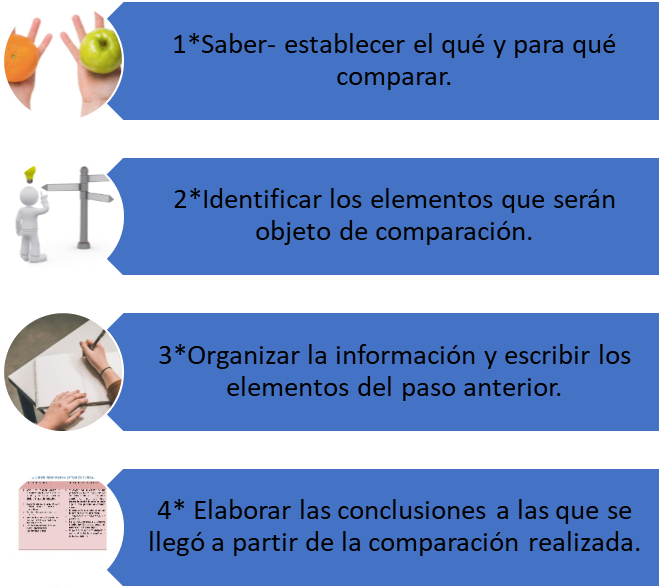 1*Saber- establecer el qué y para qué
comparar.
2*Identificar los elementos que serán
objeto de comparación.
3*Organizar la información y escribir los
elementos del paso anterior.
4* Elaborar las conclusiones a las que se
llegó a partir de la comparación realizada.